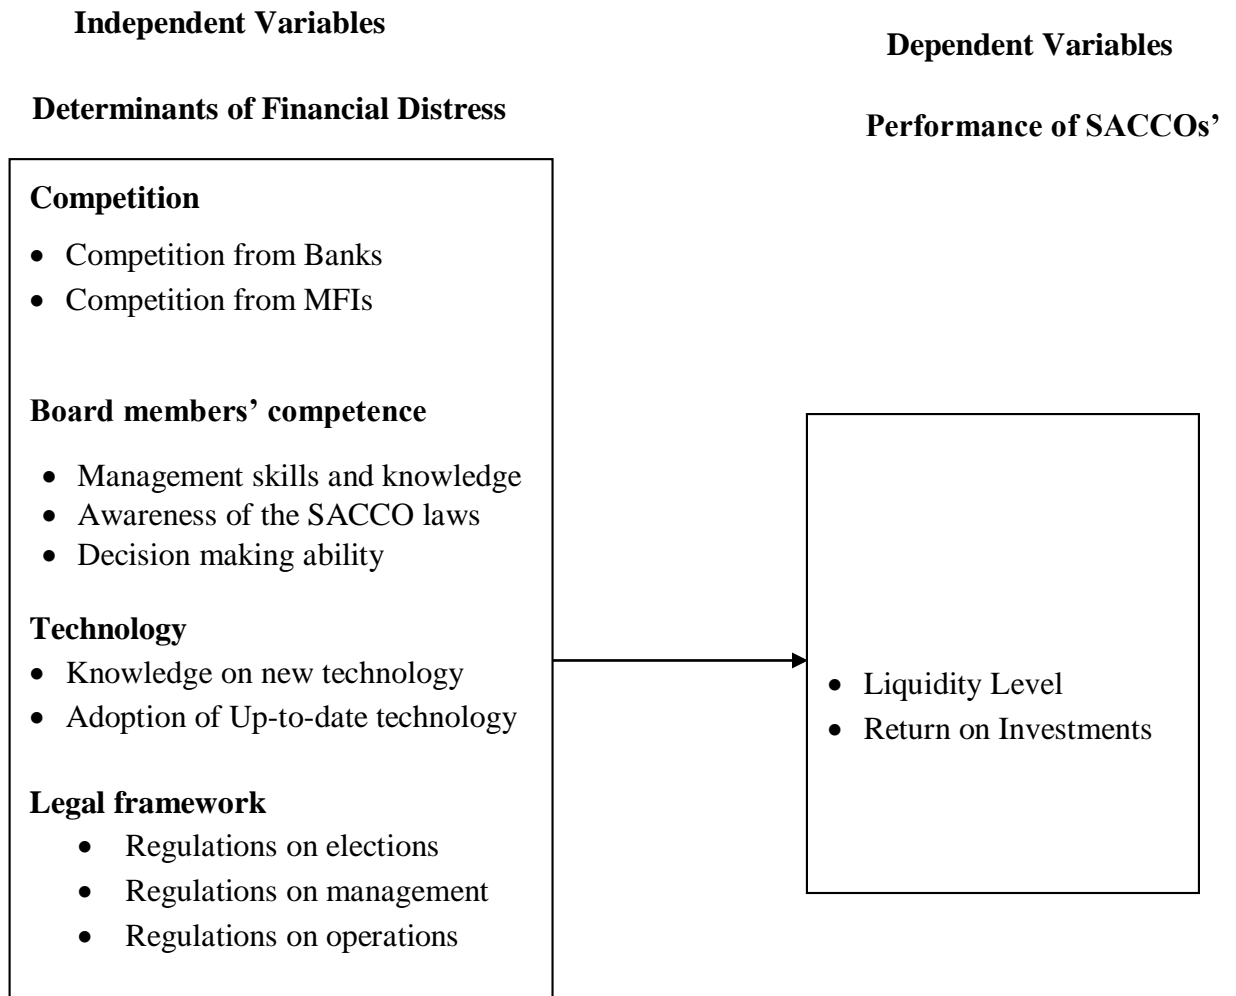 Independent Variables
Determinants of Financial Distress
Competition
• Competition from Banks
• Competition from MFIs
Board members’ competence
• Management skills and knowledge
• Awareness of the SACCO laws
• Decision making ability
Technology
• Knowledge on new technology
• Adoption of Up-to-date technology
Legal framework
• Regulations on elections
• Regulations on management
• Regulations on operations
Dependent Variables
Performance of SACCOs’
• Liquidity Level
• Return on Investments